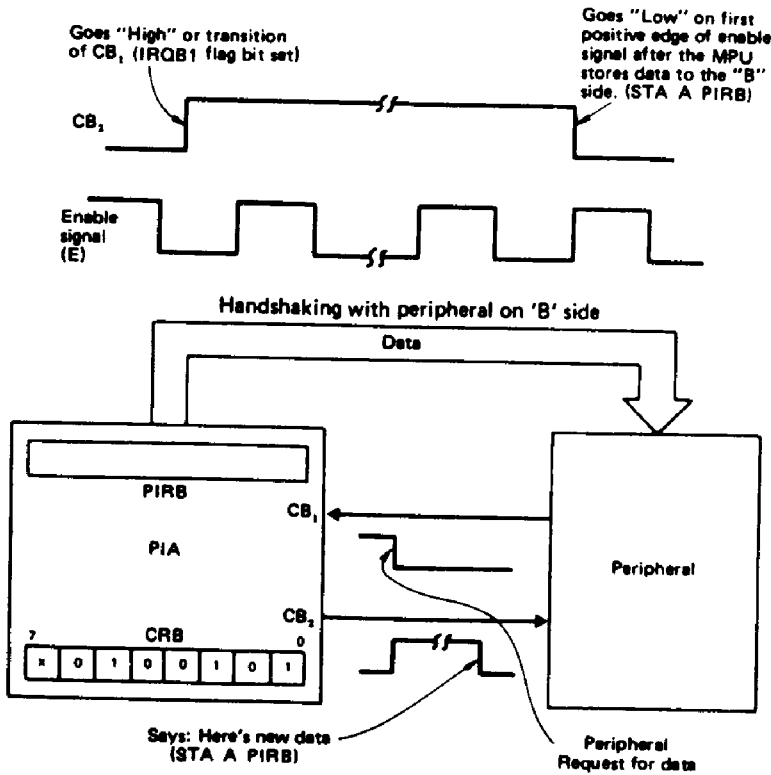 Goes "High" or transition
of CB₁ (IRQB1 flag bit set)
Goes "Low" on first
positive edge of enable
signal after the MPU
stores data to the "B"
side. (STA A PIRB)
CB₂
Enable
signal
(E)
Handshaking with peripheral on 'B' side
Data
PIRB
CB₁
PIA
Peripheral
CB₂
7 CRB 0
x 0 1 0 0 1 0 1
Says: Here's new data
(STA A PIRB)
Peripheral
Request for data